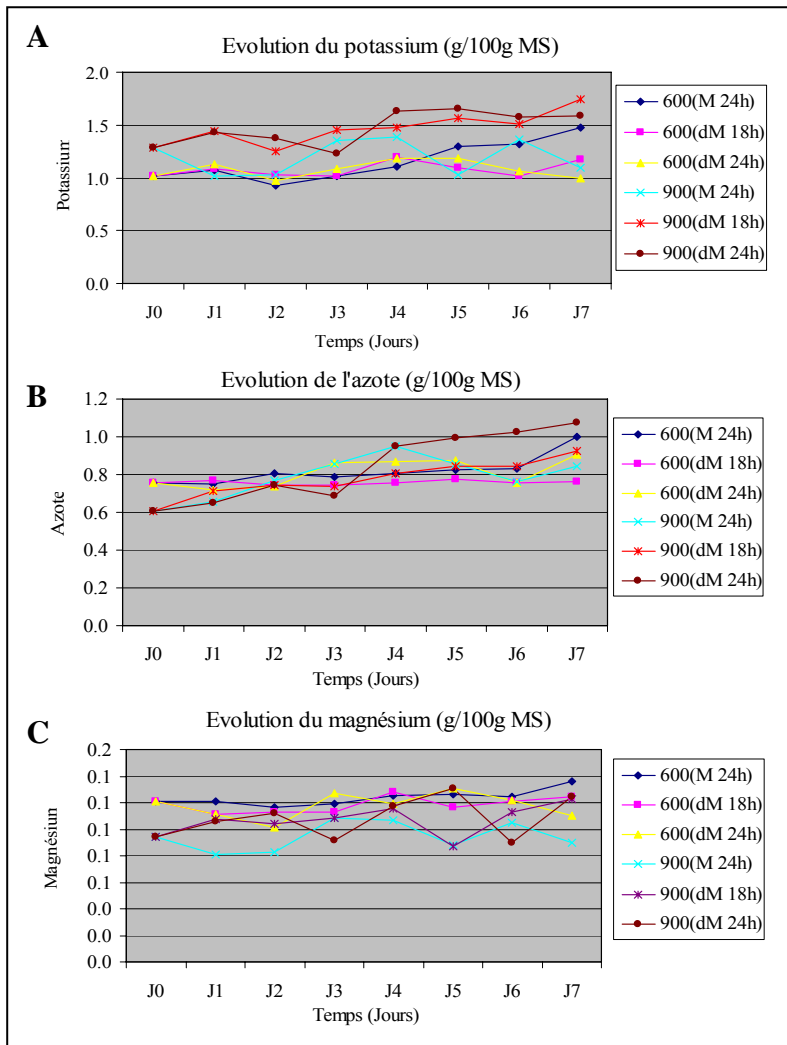 A
Evolution du potassium (g/100g MS)
2.0
1.5
1.0
0.5
0.0
Potassium
J0 J1 J2 J3 J4 J5 J6 J7
Temps (Jours)
600(M 24h)
600(dM 18h)
600(dM 24h)
900(M 24h)
900(dM 18h)
900(dM 24h)
B
Evolution de l'azote (g/100g MS)
1.2
1.0
0.8
0.6
0.4
0.2
0.0
Azote
J0 J1 J2 J3 J4 J5 J6 J7
Temps (Jours)
600(M 24h)
600(dM 18h)
600(dM 24h)
900(M 24h)
900(dM 18h)
900(dM 24h)
C
Evolution du magnésium (g/100g MS)
0.2
0.1
0.1
0.1
0.1
0.1
0.0
0.0
0.0
Magnésiun
J0 J1 J2 J3 J4 J5 J6 J7
Temps (Jours)
600(M 24h)
600(dM 18h)
600(dM 24h)
900(M 24h)
900(dM 18h)
900(dM 24h)